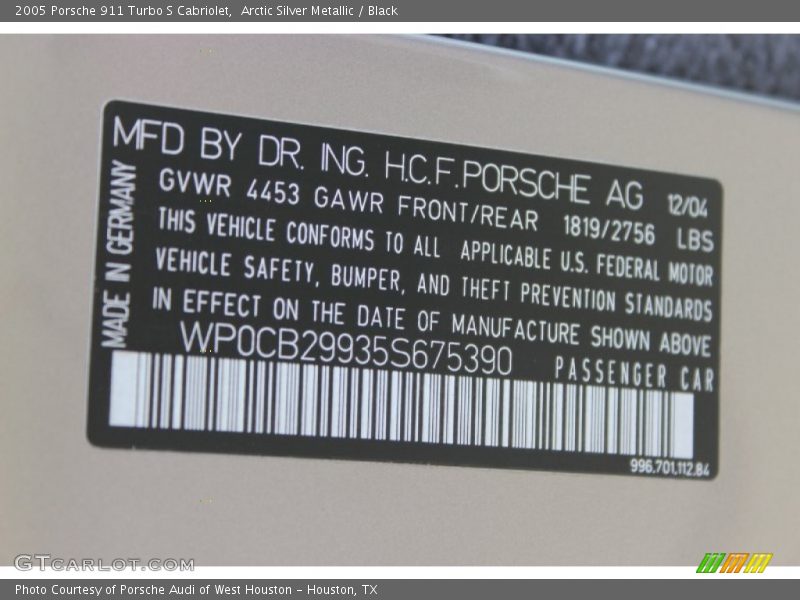 2005 Porsche 911 Turbo S Cabriolet,  Arctic Silver Metallic / Black
MFD BY DR. ING. H.C.F.PORSCHE AG 12/04
GVWR 4453 GAWR FRONT/REAR 1819/2756 LBS
THIS VEHICLE CONFORMS TO ALL APPLICABLE U.S. FEDERAL MOTOR
VEHICLE SAFETY, BUMPER, AND THEFT PREVENTION STANDARDS
IN EFFECT ON THE DATE OF MANUFACTURE SHOWN ABOVE
WP0CB29935S675390 PASSENGER CAR
MADE IN GERMANY
996.701.112.84
GTCARLOT.COM
Photo Courtesy of Porsche Audi of West Houston – Houston, TX